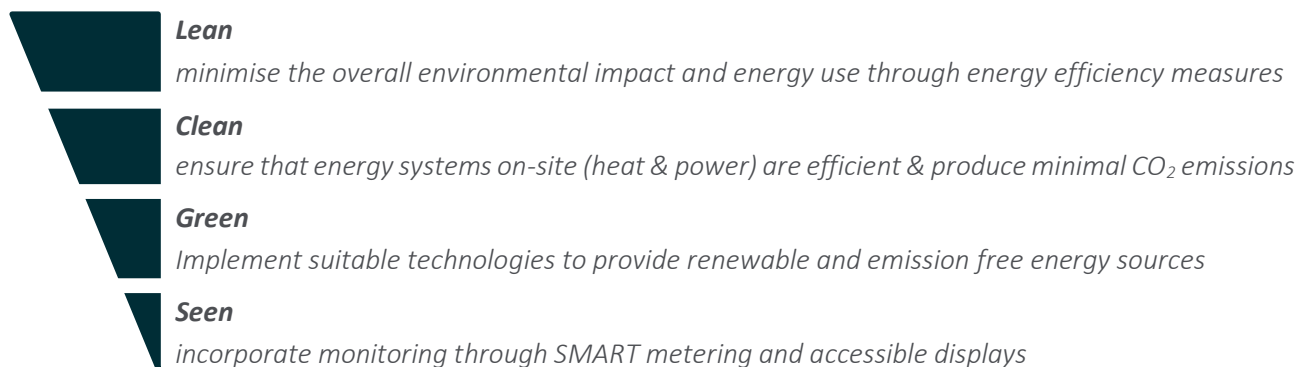 Lean
minimise the overall environmental impact and energy use through energy efficiency measures
Clean
ensure that energy systems on-site (heat & power) are efficient & produce minimal CO₂ emissions
Green
Implement suitable technologies to provide renewable and emission free energy sources
Seen
incorporate monitoring through SMART metering and accessible displays